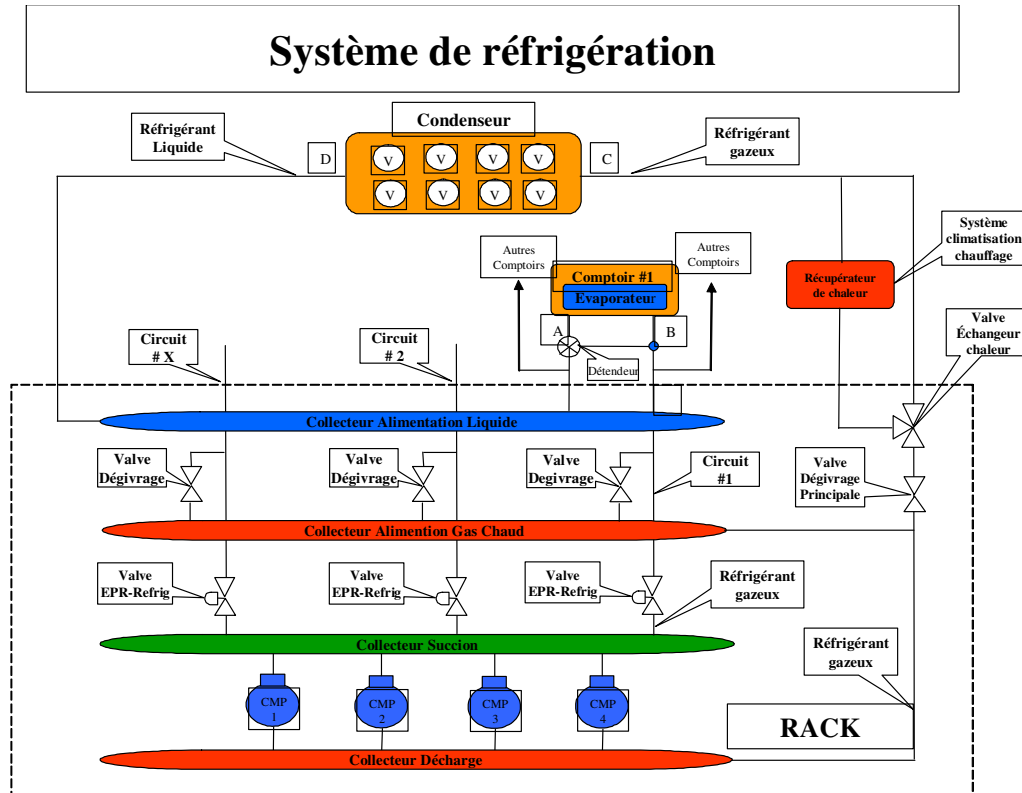 Système de réfrigération
Réfrigérant
Liquide
D
Condenseur
C
Réfrigérant
gazeux
V V V V
V V V V
Autres
Comptoirs
Comptoir #1
Evaporateur
Autres
Comptoirs
Récupérateur
de chaleur
Système
climatisation
chauffage
Valve
Échangeur
chaleur
Circuit
# X
Circuit
# 2
A
B
Détendeur
Collecteur Alimentation Liquide
Valve
Dégivrage
Valve
Dégivrage
Valve
Degivrage
Circuit
#1
Valve
Dégivrage
Principale
Collecteur Alimention Gas Chaud
Valve
EPR-Refrig
Valve
EPR-Refrig
Valve
EPR-Refrig
Réfrigérant
gazeux
Collecteur Succion
Réfrigérant
gazeux
CMP
1
CMP
2
CMP
3
CMP
4
RACK
Collecteur Décharge